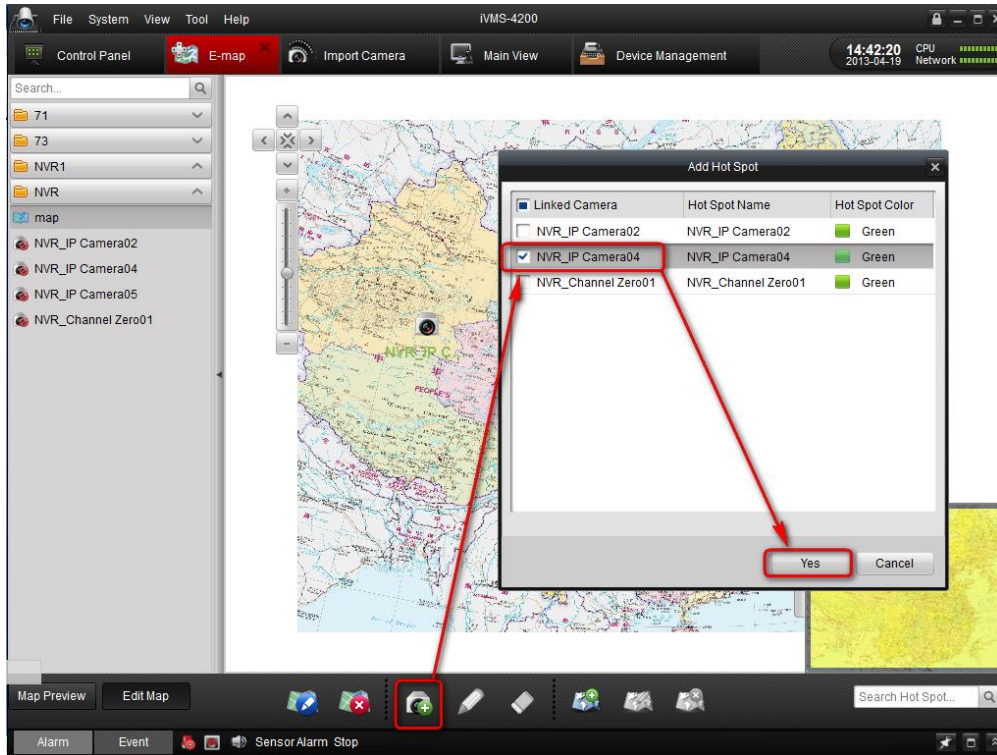 File System View Tool Help iVMS-4200
Control Panel E-map Import Camera Main View Device Management 14:42:20 CPU
2013-04-19 Network
Search...
71
73
NVR1
NVR
map
NVR_IP Camera02
NVR_IP Camera04
NVR_IP Camera05
NVR_Channel Zero01
R U S S I A
NVR_IP C...
PEOPLE'S
Add Hot Spot
Linked Camera Hot Spot Name Hot Spot Color
NVR_IP Camera02 NVR_IP Camera02 Green
NVR_IP Camera04 NVR_IP Camera04 Green
NVR_Channel Zero01 NVR_Channel Zero01 Green
Yes Cancel
Map Preview Edit Map Search Hot Spot...
Alarm Event Sensor Alarm Stop